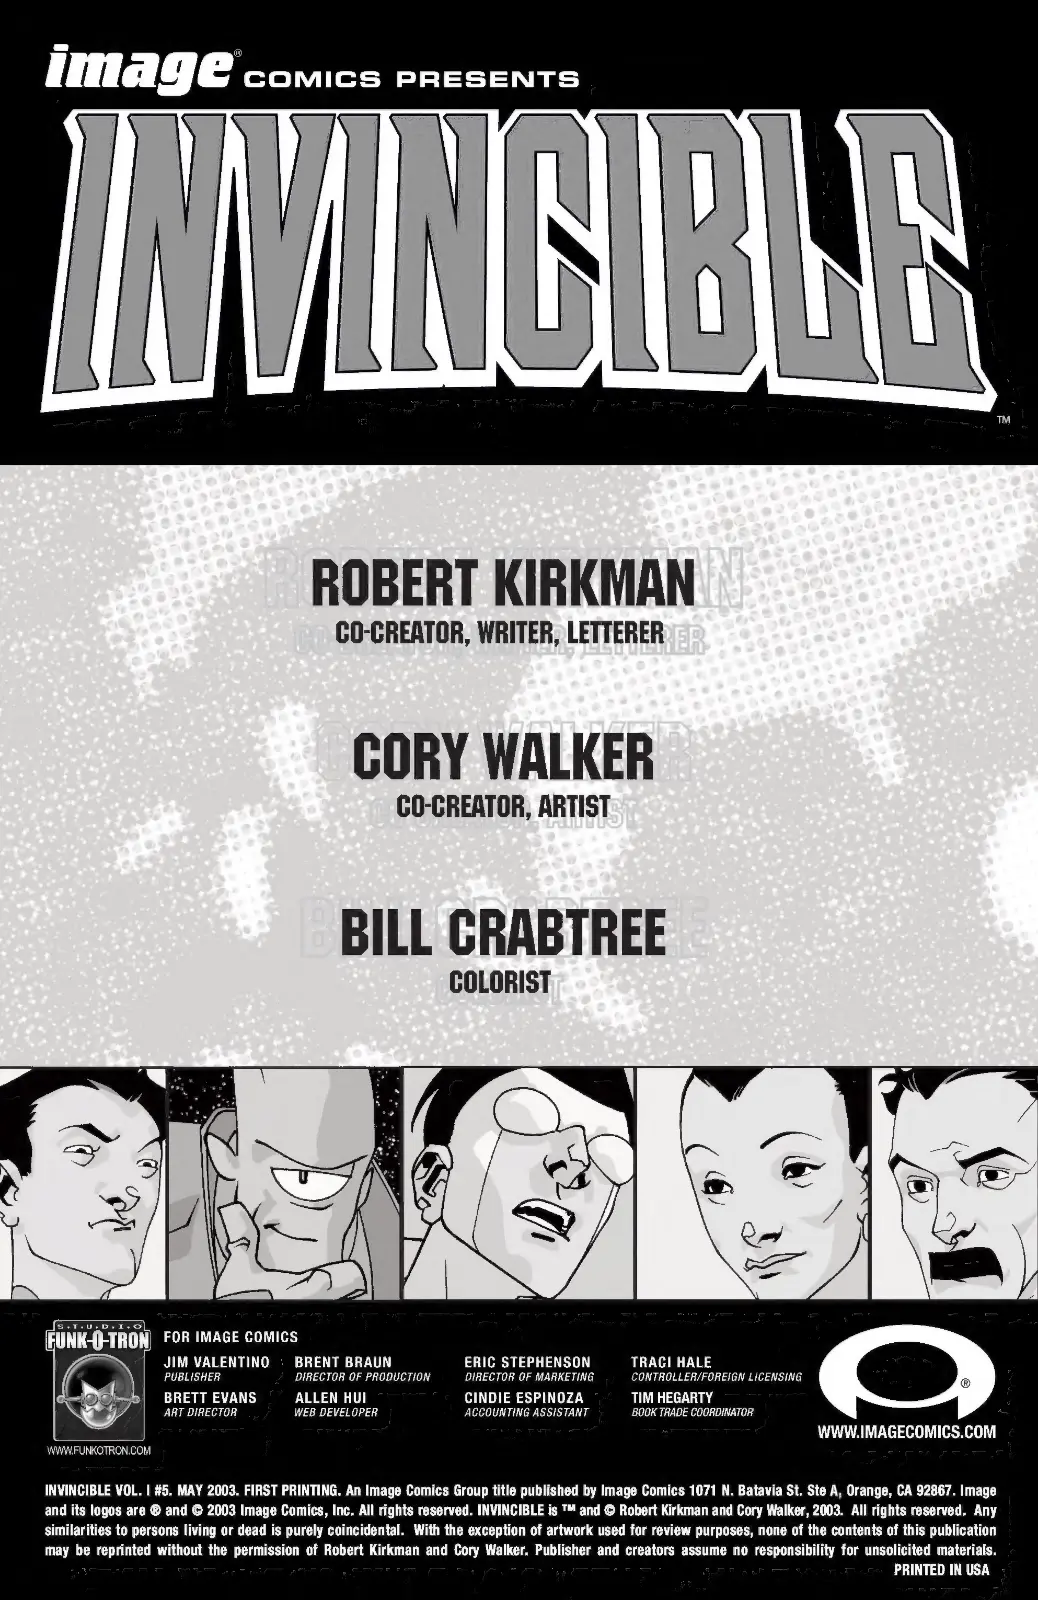 image® COMICS PRESENTS
INVINCIBLE™
ROBERT KIRKMAN
CO-CREATOR, WRITER, LETTERER
CORY WALKER
CO-CREATOR, ARTIST
BILL CRABTREE
COLORIST
S·T·U·D·I·O
FUNK-O-TRON
WWW.FUNKOTRON.COM
FOR IMAGE COMICS
JIM VALENTINO
PUBLISHER
BRETT EVANS
ART DIRECTOR
BRENT BRAUN
DIRECTOR OF PRODUCTION
ALLEN HUI
WEB DEVELOPER
ERIC STEPHENSON
DIRECTOR OF MARKETING
CINDIE ESPINOZA
ACCOUNTING ASSISTANT
TRACI HALE
CONTROLLER/FOREIGN LICENSING
TIM HEGARTY
BOOK TRADE COORDINATOR
®
WWW.IMAGECOMICS.COM
INVINCIBLE VOL. I #5. MAY 2003. FIRST PRINTING. An Image Comics Group title published by Image Comics 1071 N. Batavia St. Ste A, Orange, CA 92867. Image
and its logos are ® and © 2003 Image Comics, Inc. All rights reserved. INVINCIBLE is ™ and © Robert Kirkman and Cory Walker, 2003. All rights reserved. Any
similarities to persons living or dead is purely coincidental. With the exception of artwork used for review purposes, none of the contents of this publication
may be reprinted without the permission of Robert Kirkman and Cory Walker. Publisher and creators assume no responsibility for unsolicited materials.
PRINTED IN USA